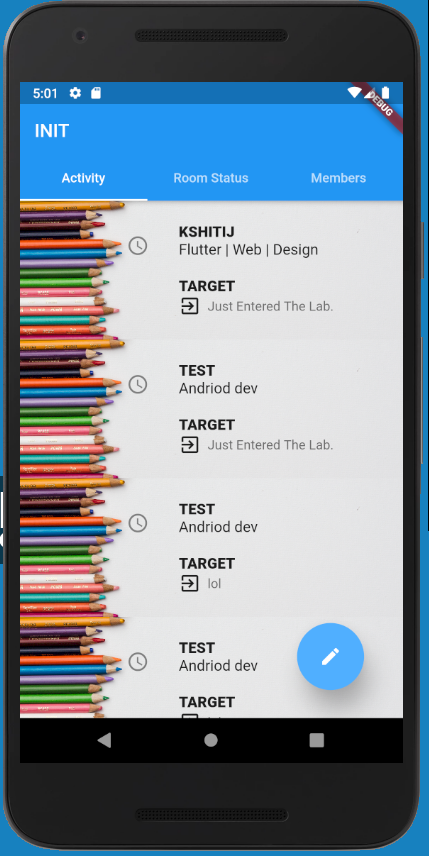 5:01
DEBUG
INIT
Activity Room Status Members
KSHITIJ
Flutter | Web | Design
TARGET
Just Entered The Lab.
TEST
Andriod dev
TARGET
Just Entered The Lab.
TEST
Andriod dev
TARGET
lol
TEST
Andriod dev
TARGET